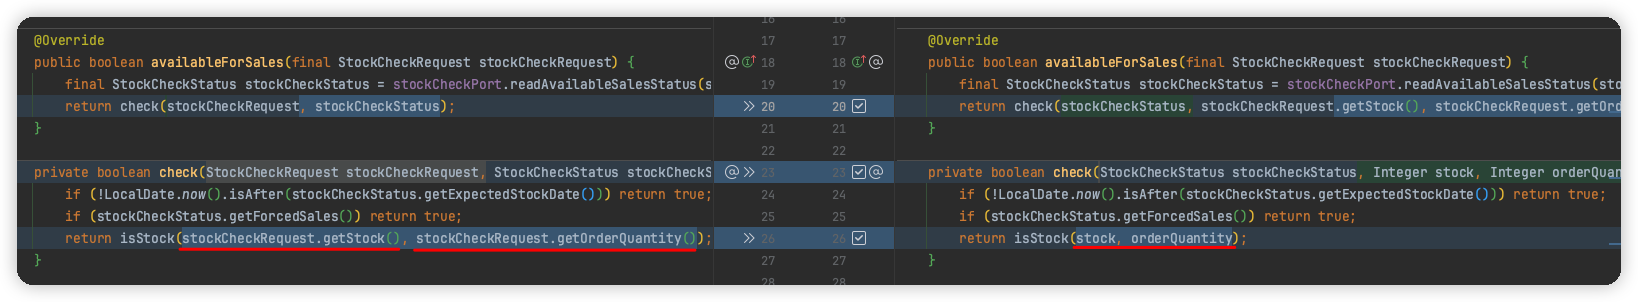 16 16
@Override
17 17
@Override
public boolean availableForSales(final StockCheckRequest stockCheckRequest) {
18 18
public boolean availableForSales(final StockCheckRequest stockCheckRequest) {
final StockCheckStatus stockCheckStatus = stockCheckPort.readAvailableSalesStatus(s
19 19
final StockCheckStatus stockCheckStatus = stockCheckPort.readAvailableSalesStatus(sto
return check(stockCheckRequest, stockCheckStatus);
20 20
return check(stockCheckStatus, stockCheckRequest.getStock(), stockCheckRequest.getOrd
}
21 21
}
22 22
private boolean check(StockCheckRequest stockCheckRequest, StockCheckStatus stockCheckS
23 23
private boolean check(StockCheckStatus stockCheckStatus, Integer stock, Integer orderQuan
if (!LocalDate.now().isAfter(stockCheckStatus.getExpectedStockDate())) return true;
24 24
if (!LocalDate.now().isAfter(stockCheckStatus.getExpectedStockDate())) return true;
if (stockCheckStatus.getForcedSales()) return true;
25 25
if (stockCheckStatus.getForcedSales()) return true;
return isStock(stockCheckRequest.getStock(), stockCheckRequest.getOrderQuantity());
26 26
return isStock(stock, orderQuantity);
}
27 27
}
28 28